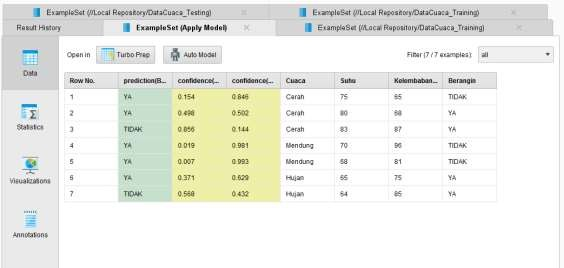 ExampleSet (//Local Repository/DataCuaca_Testing) ExampleSet (//Local Repository/DataCuaca_Training)
Result History ExampleSet (Apply Model) ExampleSet (//Local Repository/DataCuaca_Training)
Open in Turbo Prep Auto Model Filter (7 / 7 examples): all
Data
Statistics
Visualizations
Annotations
Row No. prediction(B... confidence(... confidence(... Cuaca Suhu Kelembaban... Berangin
1 YA 0.154 0.846 Cerah 75 65 TIDAK
2 YA 0.498 0.502 Cerah 80 68 YA
3 TIDAK 0.856 0.144 Cerah 83 87 YA
4 YA 0.019 0.981 Mendung 70 96 TIDAK
5 YA 0.007 0.993 Mendung 68 81 TIDAK
6 YA 0.371 0.629 Hujan 65 75 YA
7 TIDAK 0.568 0.432 Hujan 64 85 YA